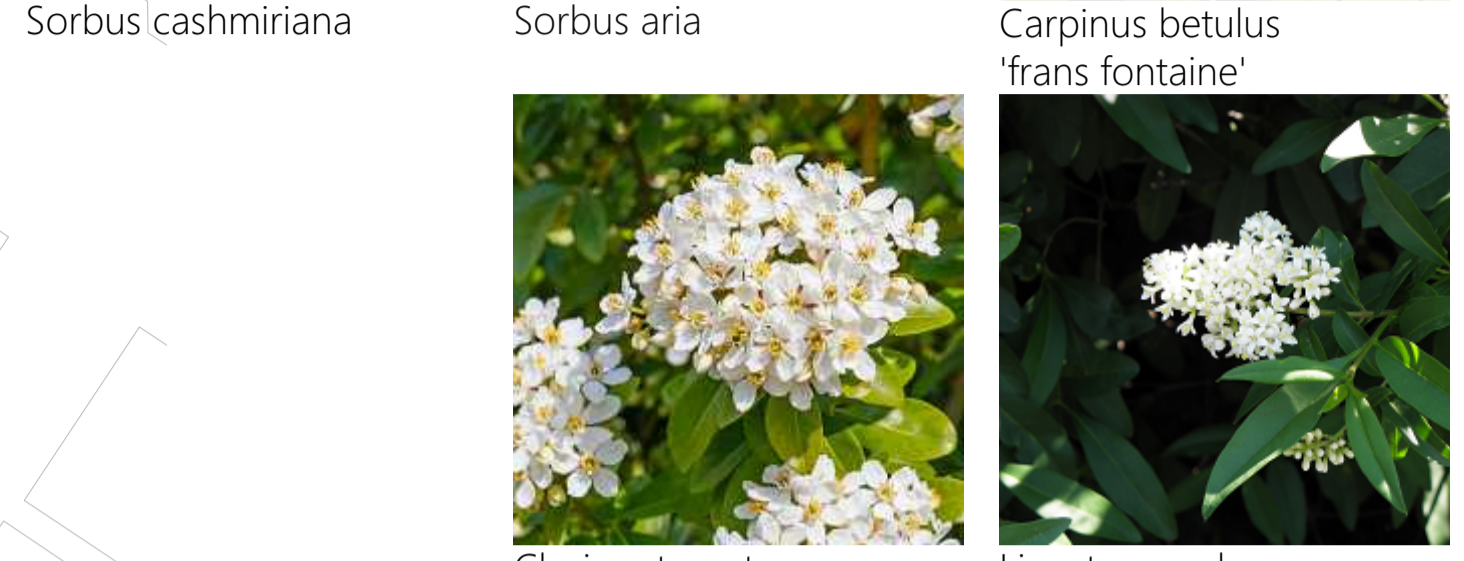 Sorbus cashmiriana
Sorbus aria
Carpinus betulus
'frans fontaine'